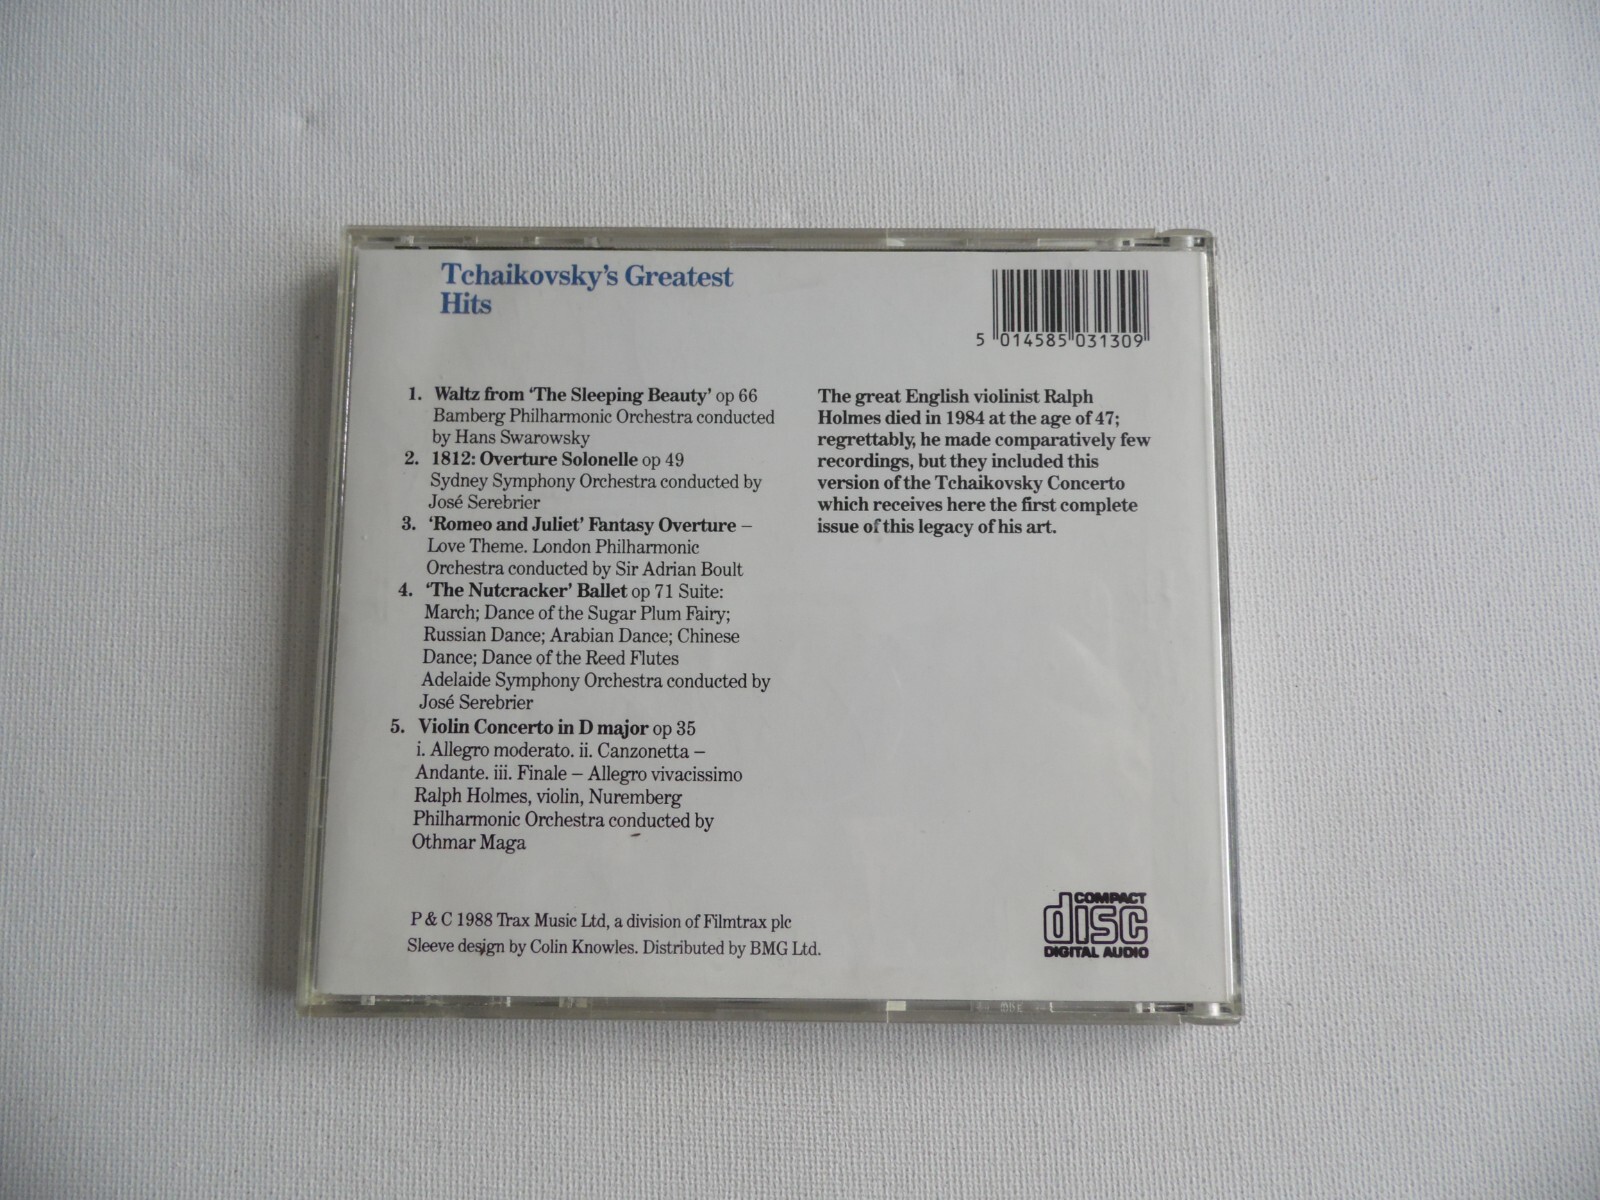 Tchaikovsky's Greatest
Hits
5 014585 031309
1. Waltz from 'The Sleeping Beauty' op 66
Bamberg Philharmonic Orchestra conducted
by Hans Swarowsky
2. 1812: Overture Solonelle op 49
Sydney Symphony Orchestra conducted by
José Serebrier
3. 'Romeo and Juliet' Fantasy Overture –
Love Theme. London Philharmonic
Orchestra conducted by Sir Adrian Boult
4. 'The Nutcracker' Ballet op 71 Suite:
March; Dance of the Sugar Plum Fairy;
Russian Dance; Arabian Dance; Chinese
Dance; Dance of the Reed Flutes
Adelaide Symphony Orchestra conducted by
José Serebrier
5. Violin Concerto in D major op 35
i. Allegro moderato. ii. Canzonetta –
Andante. iii. Finale – Allegro vivacissimo
Ralph Holmes, violin, Nuremberg
Philharmonic Orchestra conducted by
Othmar Maga
The great English violinist Ralph
Holmes died in 1984 at the age of 47;
regrettably, he made comparatively few
recordings, but they included this
version of the Tchaikovsky Concerto
which receives here the first complete
issue of this legacy of his art.
P & C 1988 Trax Music Ltd, a division of Filmtrax plc
Sleeve design by Colin Knowles. Distributed by BMG Ltd.
COMPACT
disc
DIGITAL AUDIO